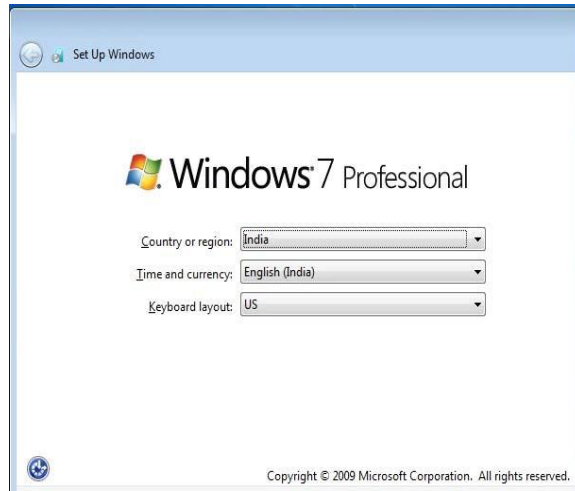 Set Up Windows
Windows 7 Professional
Country or region: India
Time and currency: English (India)
Keyboard layout: US
Copyright © 2009 Microsoft Corporation. All rights reserved.